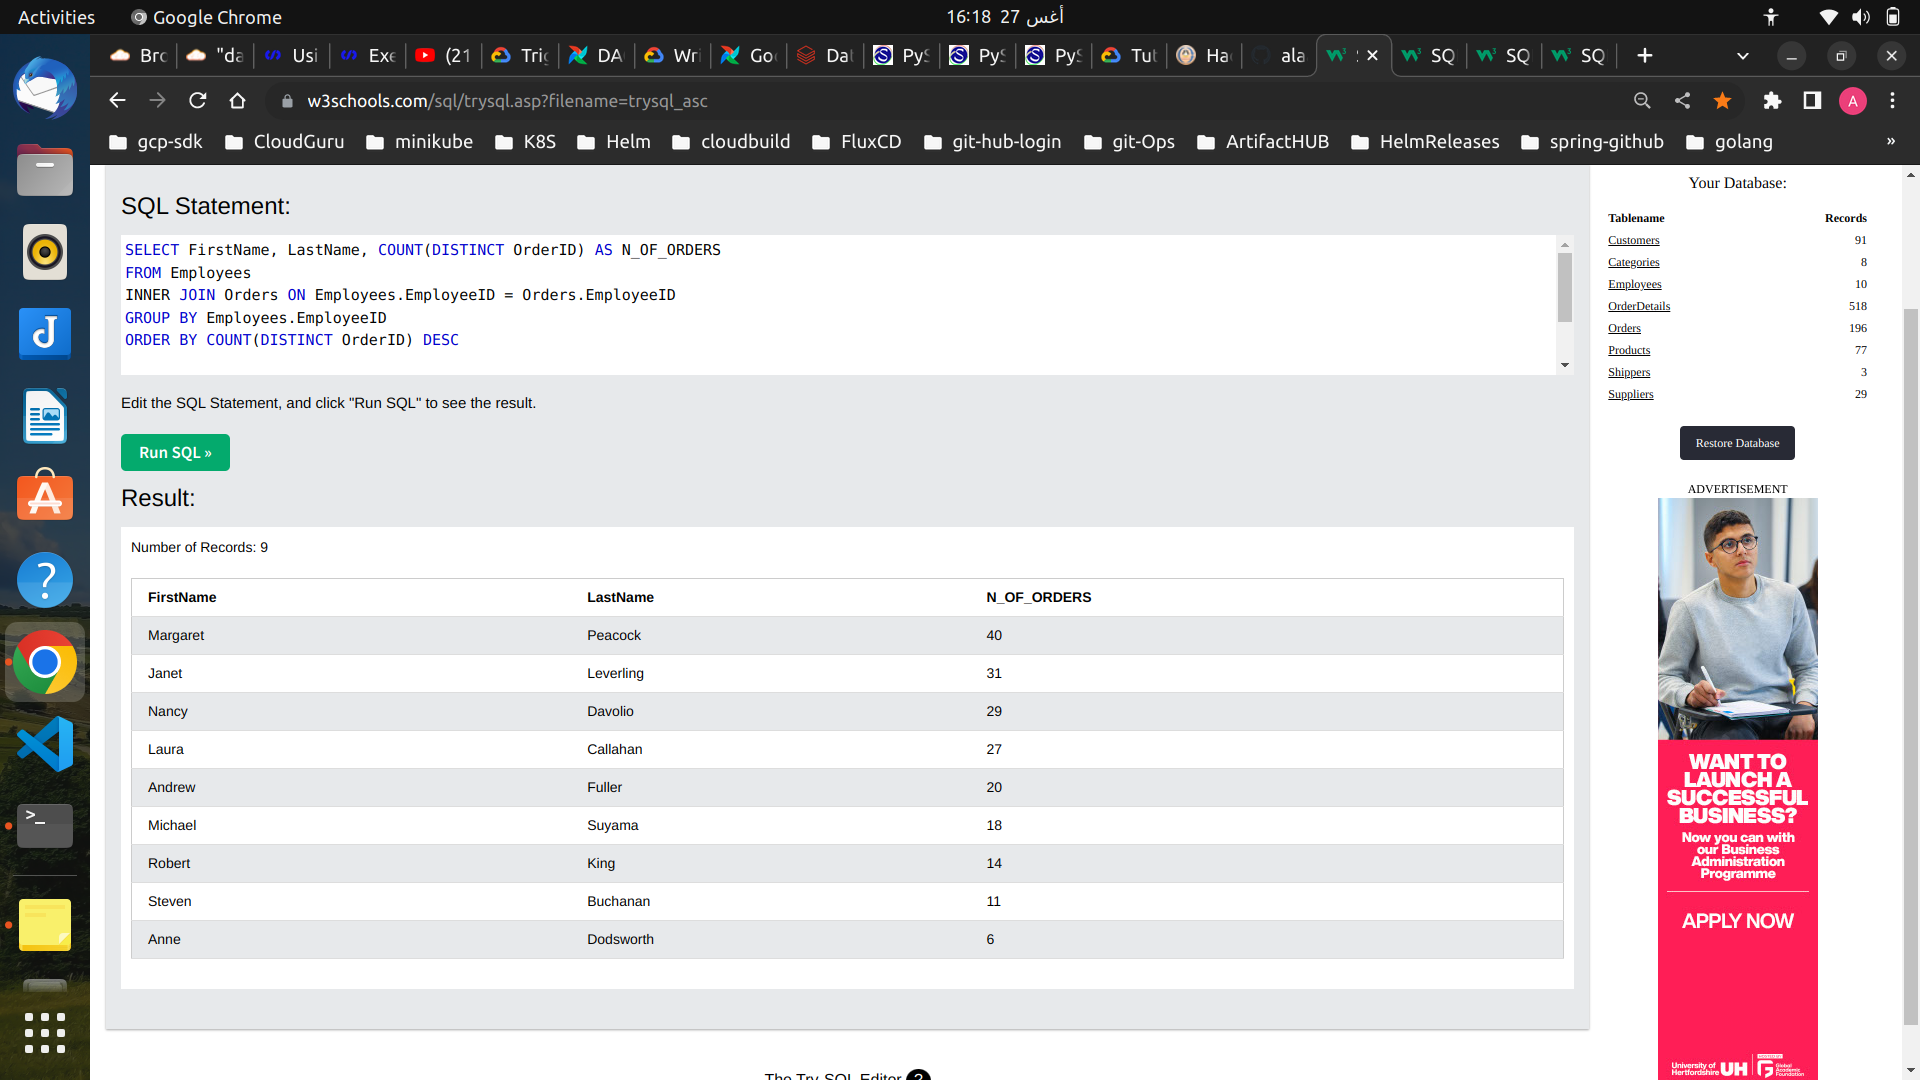 Activities
Google Chrome
27 أغس 16:18
Bro
"da
Usi
Exe
(21
Trig
DA
Wri
Go
Dat
PyS
PyS
PyS
Tut
Ha
ala
SQ
SQ
SQ
w3schools.com/sql/trysql.asp?filename=trysql_asc
A
gcp-sdk
CloudGuru
minikube
K8S
Helm
cloudbuild
FluxCD
git-hub-login
git-Ops
ArtifactHUB
HelmReleases
spring-github
golang
»
SQL Statement:
SELECT FirstName, LastName, COUNT(DISTINCT OrderID) AS N_OF_ORDERS
FROM Employees
INNER JOIN Orders ON Employees.EmployeeID = Orders.EmployeeID
GROUP BY Employees.EmployeeID
ORDER BY COUNT(DISTINCT OrderID) DESC
Edit the SQL Statement, and click "Run SQL" to see the result.
Run SQL »
Result:
Number of Records: 9
FirstName LastName N_OF_ORDERS
Margaret Peacock 40
Janet Leverling 31
Nancy Davolio 29
Laura Callahan 27
Andrew Fuller 20
Michael Suyama 18
Robert King 14
Steven Buchanan 11
Anne Dodsworth 6
The Try-SQL Editor ?
Your Database:
Tablename Records
Customers 91
Categories 8
Employees 10
OrderDetails 518
Orders 196
Products 77
Shippers 3
Suppliers 29
Restore Database
ADVERTISEMENT
WANT TO
LAUNCH A
SUCCESSFUL
BUSINESS?
Now you can with
our Business
Administration
Programme
APPLY NOW
University of
Hertfordshire UH
Global
Academic
Foundation